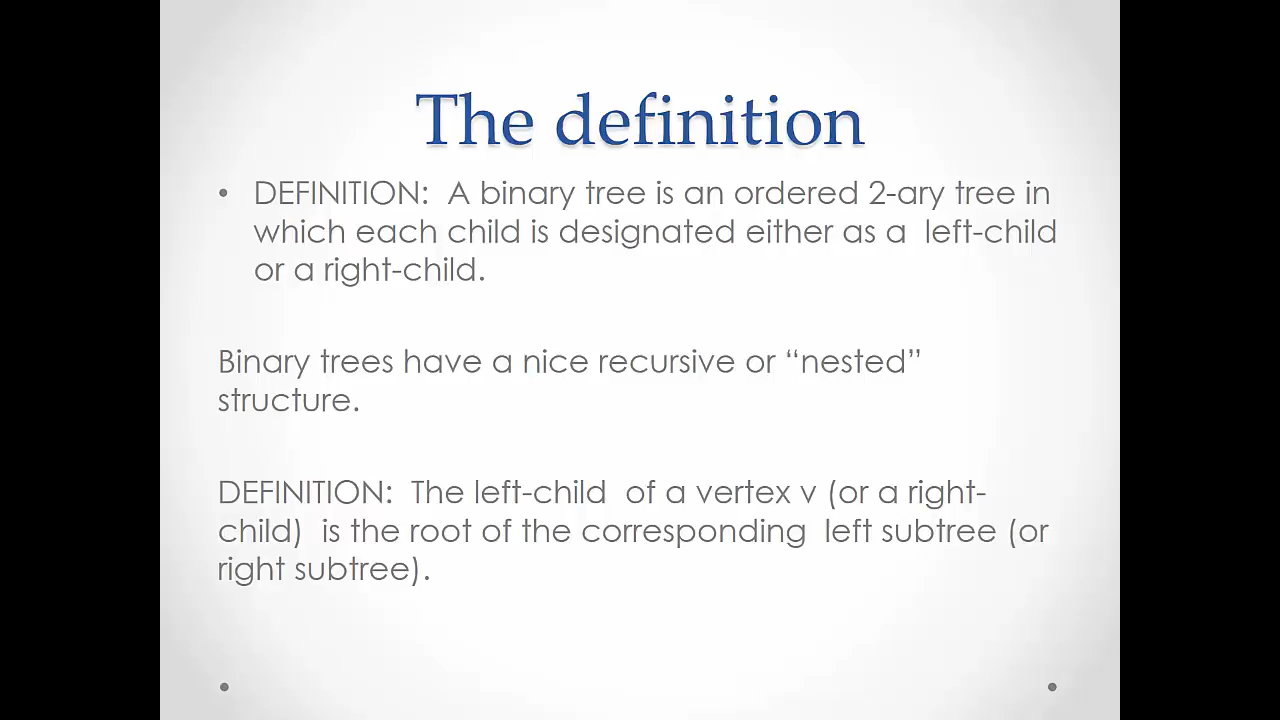 The definition
• DEFINITION: A binary tree is an ordered 2-ary tree in
which each child is designated either as a left-child
or a right-child.
Binary trees have a nice recursive or “nested”
structure.
DEFINITION: The left-child of a vertex v (or a right-
child) is the root of the corresponding left subtree (or
right subtree).